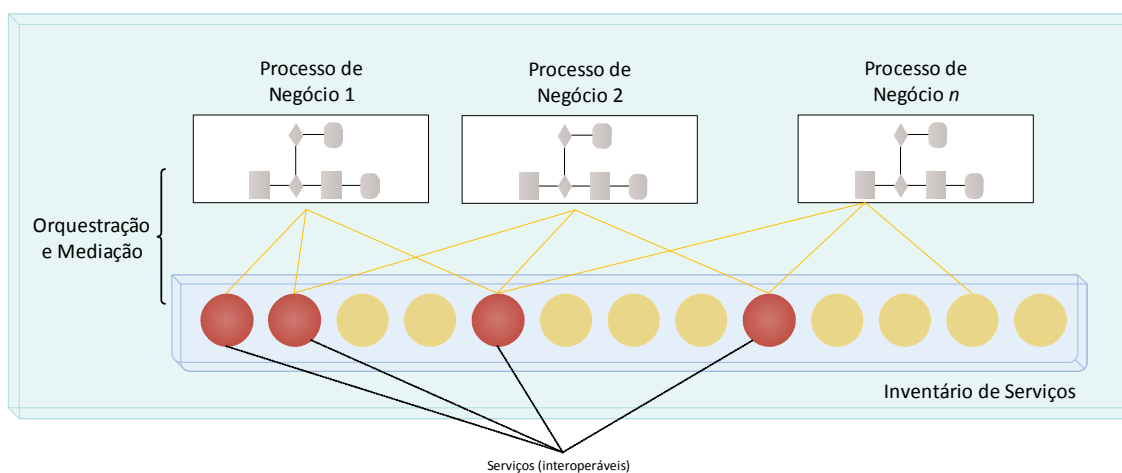 Processo de
Negócio 1
Processo de
Negócio 2
Processo de
Negócio n
Orquestração
e Mediação
Inventário de Serviços
Serviços (interoperáveis)